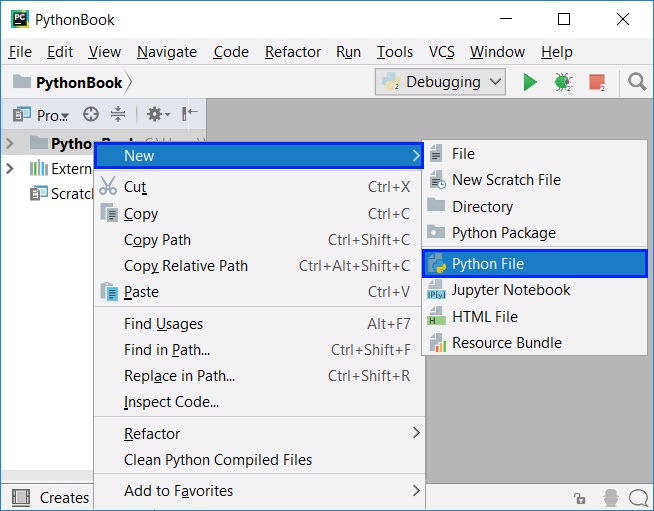 PC PythonBook
File Edit View Navigate Code Refactor Run Tools VCS Window Help
PythonBook Debugging
Pro...
New
External
Scratch
Cut Ctrl+X
Copy Ctrl+C
Copy Path Ctrl+Shift+C
Copy Relative Path Ctrl+Alt+Shift+C
Paste Ctrl+V
Find Usages Alt+F7
Find in Path... Ctrl+Shift+F
Replace in Path... Ctrl+Shift+R
Inspect Code...
Refactor
Clean Python Compiled Files
Add to Favorites
File
New Scratch File
Directory
Python Package
Python File
Jupyter Notebook
HTML File
Resource Bundle
Creates